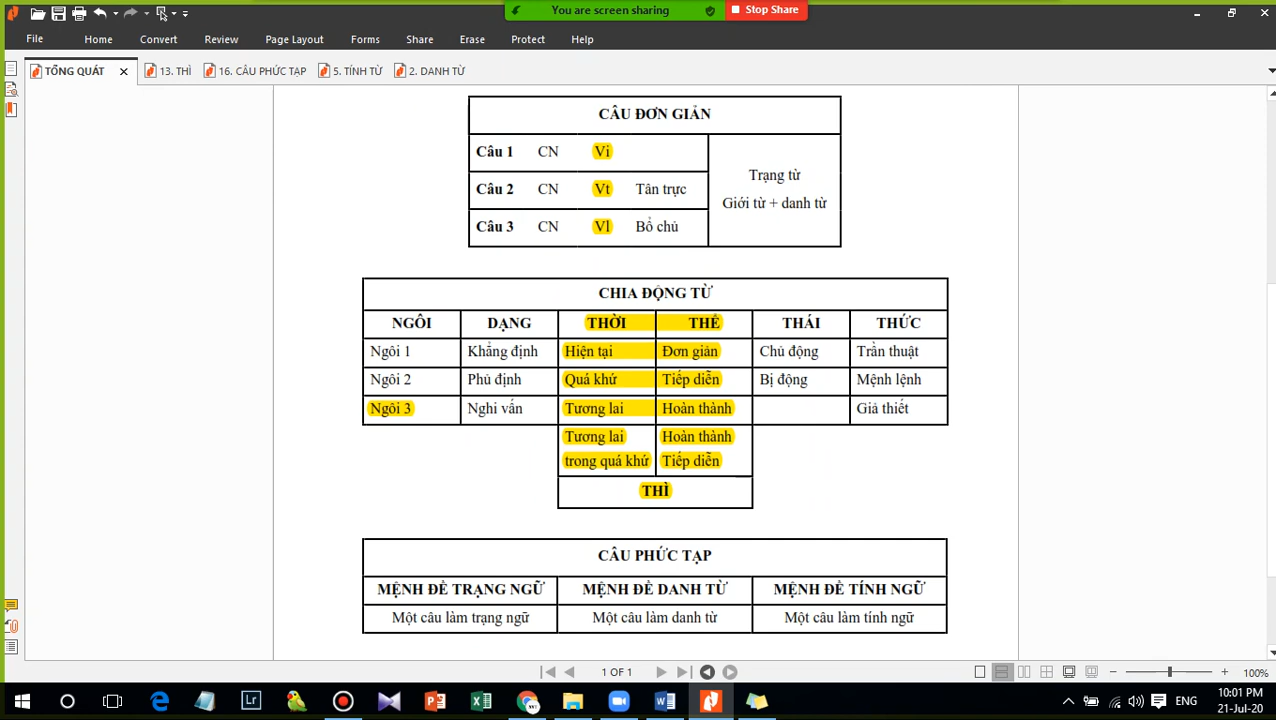 You are screen sharing Stop Share
File Home Convert Review Page Layout Forms Share Erase Protect Help
TỔNG QUÁT 13. THÌ 16. CÂU PHỨC TẠP 5. TÍNH TỪ 2. DANH TỪ
CÂU ĐƠN GIẢN
Câu 1 CN Vi
Câu 2 CN Vt Tân trực
Câu 3 CN Vl Bổ chủ
Trạng từ
Giới từ + danh từ
CHIA ĐỘNG TỪ
NGÔI DẠNG THỜI THỂ THÁI THỨC
Ngôi 1 Khẳng định Hiện tại Đơn giản Chủ động Trần thuật
Ngôi 2 Phủ định Quá khứ Tiếp diễn Bị động Mệnh lệnh
Ngôi 3 Nghi vấn Tương lai Hoàn thành Giả thiết
Tương lai Hoàn thành
trong quá khứ Tiếp diễn
THÌ
CÂU PHỨC TẠP
MỆNH ĐỀ TRẠNG NGỮ MỆNH ĐỀ DANH TỪ MỆNH ĐỀ TÍNH NGỮ
Một câu làm trạng ngữ Một câu làm danh từ Một câu làm tính ngữ
1 OF 1 100%
ENG 10:01 PM
21-Jul-20